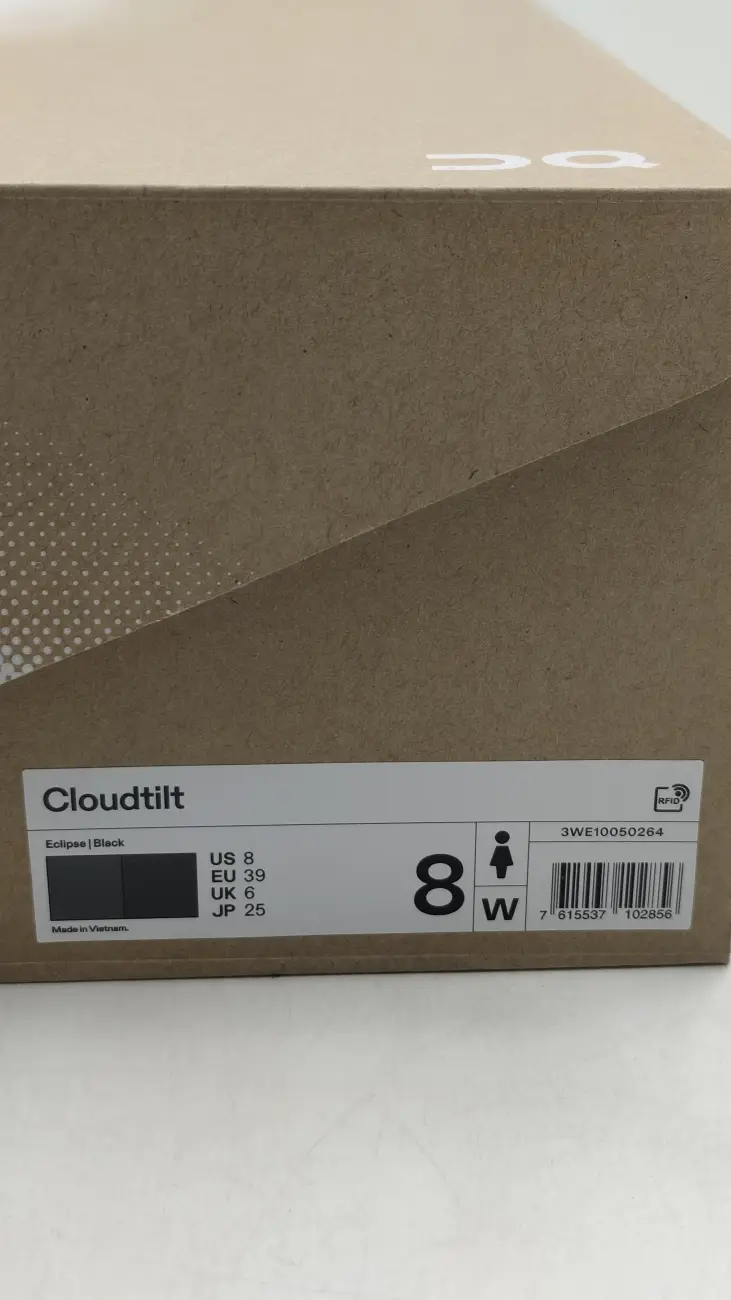 On
Cloudtilt
RFID
Eclipse | Black
US 8
EU 39
UK 6
JP 25
Made in Vietnam.
8
W
3WE10050264
7 615537 102856